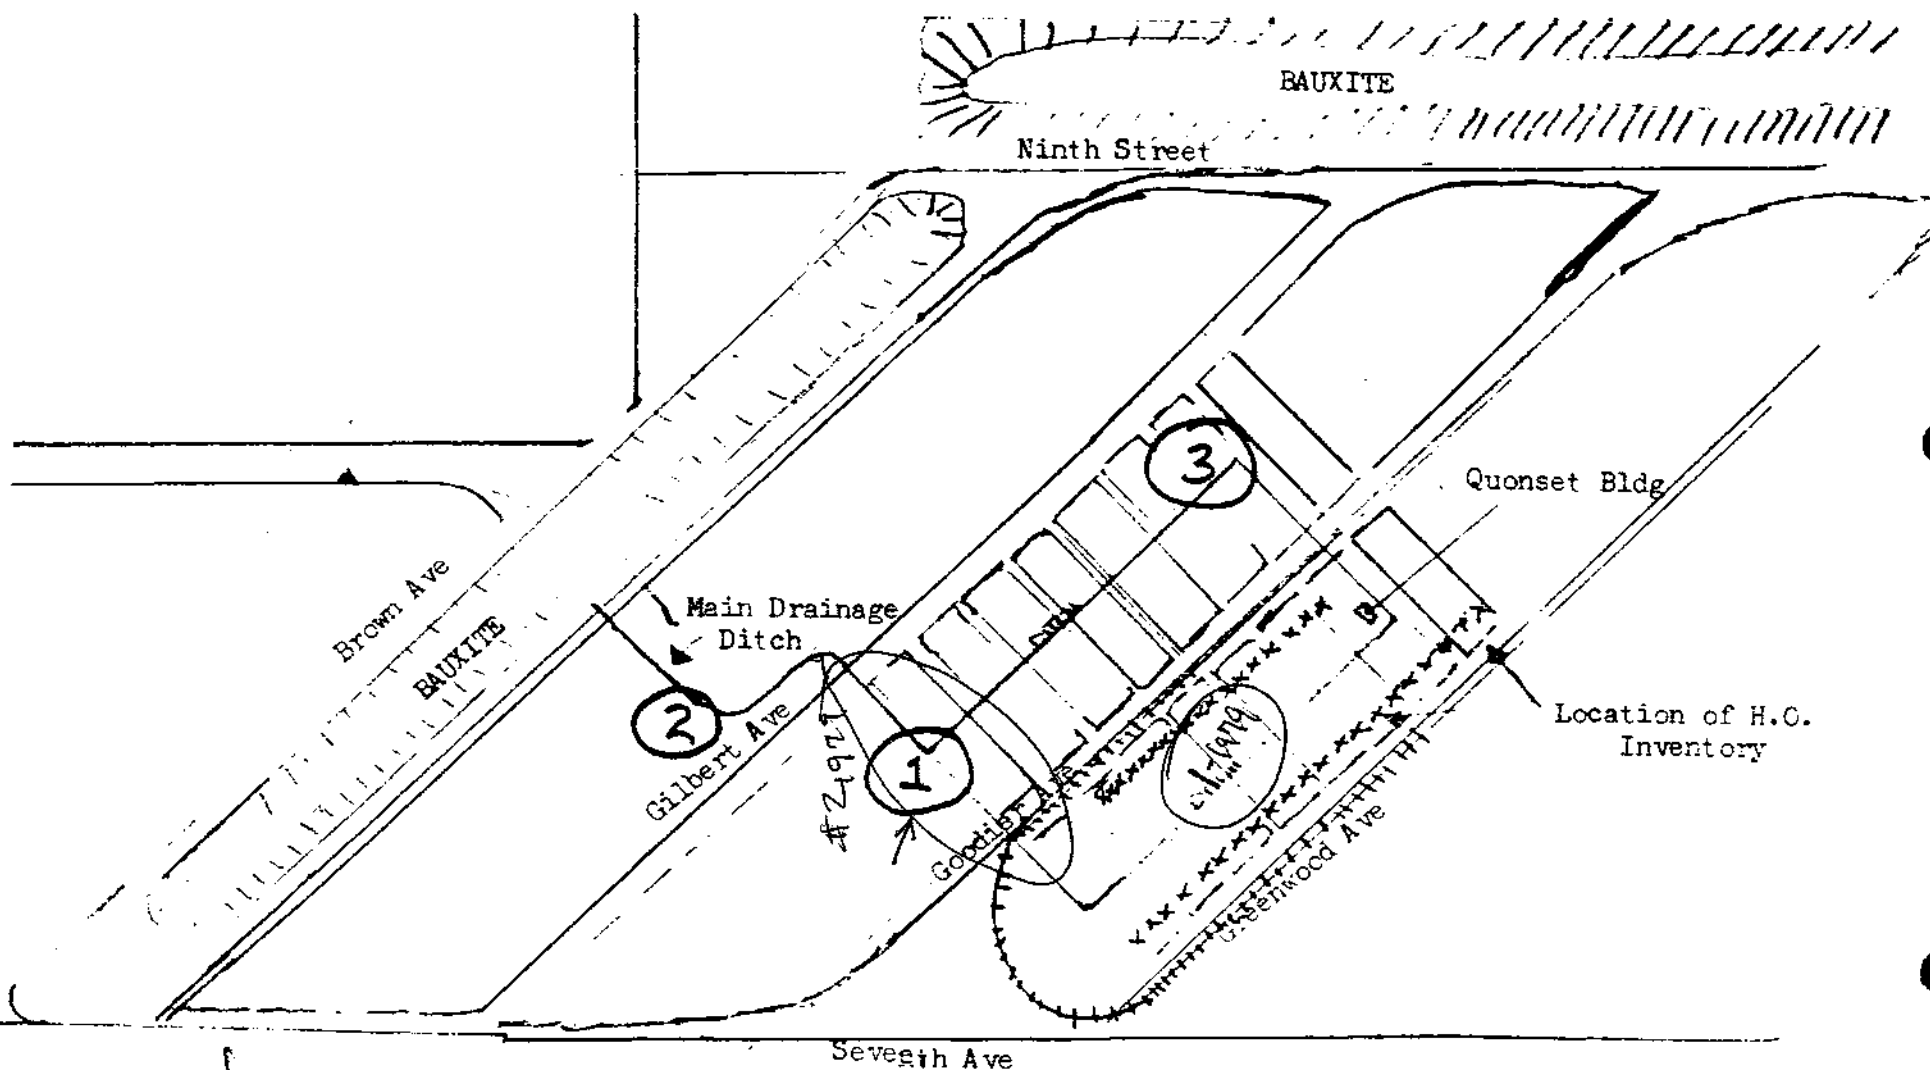 BAUXITE
Ninth Street
3
Quonset Bldg
Brown Ave
BAUXITE
Main Drainage
Ditch
2
Gilbert Ave
#2267
1
Goodier Ave
Location of H.O.
Inventory
Greenwood Ave
Seventh Ave